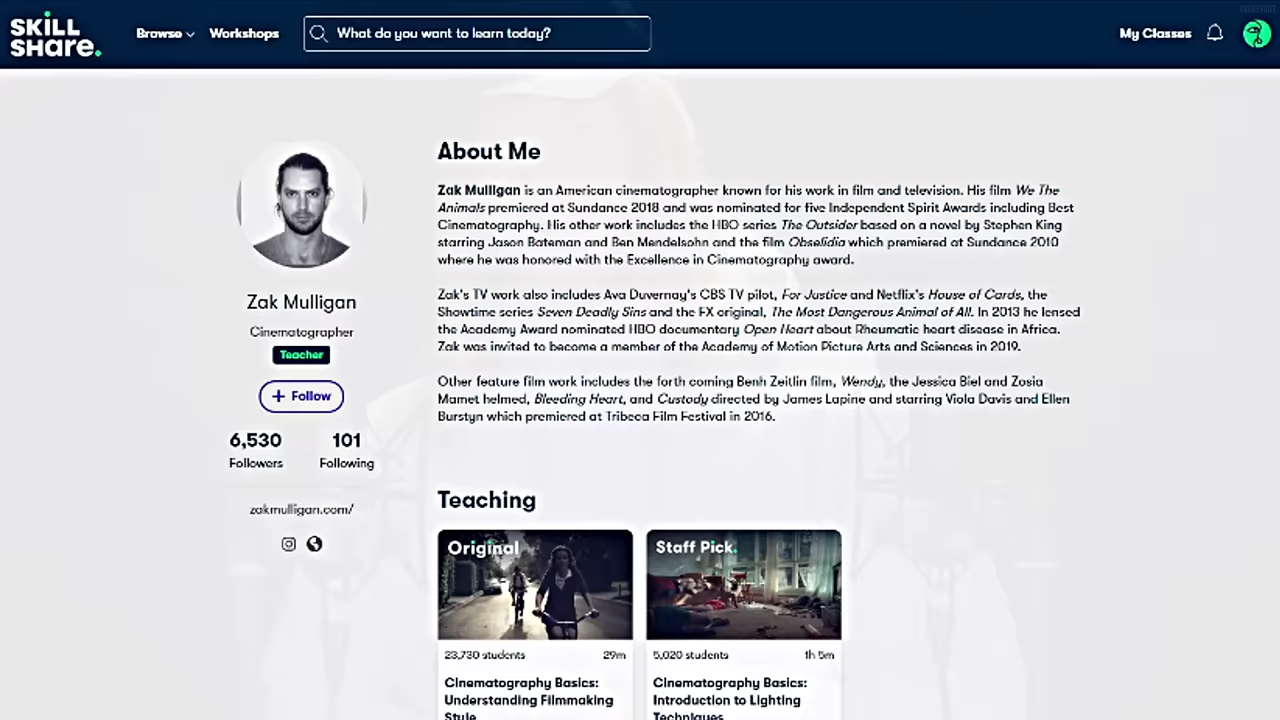 SKiLL
SHare.
Browse
Workshops
What do you want to learn today?
My Classes
About Me
Zak Mulligan is an American cinematographer known for his work in film and television. His film We The
Animals premiered at Sundance 2018 and was nominated for five Independent Spirit Awards including Best
Cinematography. His other work includes the HBO series The Outsider based on a novel by Stephen King
starring Jason Bateman and Ben Mendelsohn and the film Obselidia which premiered at Sundance 2010
where he was honored with the Excellence in Cinematography award.
Zak's TV work also includes Ava Duvernay's CBS TV pilot, For Justice and Netflix's House of Cards, the
Showtime series Seven Deadly Sins and the FX original, The Most Dangerous Animal of All. In 2013 he lensed
the Academy Award nominated HBO documentary Open Heart about Rheumatic heart disease in Africa.
Zak was invited to become a member of the Academy of Motion Picture Arts and Sciences in 2019.
Other feature film work includes the forth coming Benh Zeitlin film, Wendy, the Jessica Biel and Zosia
Mamet helmed, Bleeding Heart, and Custody directed by James Lapine and starring Viola Davis and Ellen
Burstyn which premiered at Tribeca Film Festival in 2016.
Zak Mulligan
Cinematographer
Teacher
+ Follow
6,530
101
Followers
Following
zakmulligan.com/
Teaching
Original
Staff Pick.
23,730 students
29m
5,020 students
1h 5m
Cinematography Basics:
Understanding Filmmaking
Style
Cinematography Basics:
Introduction to Lighting
Techniques